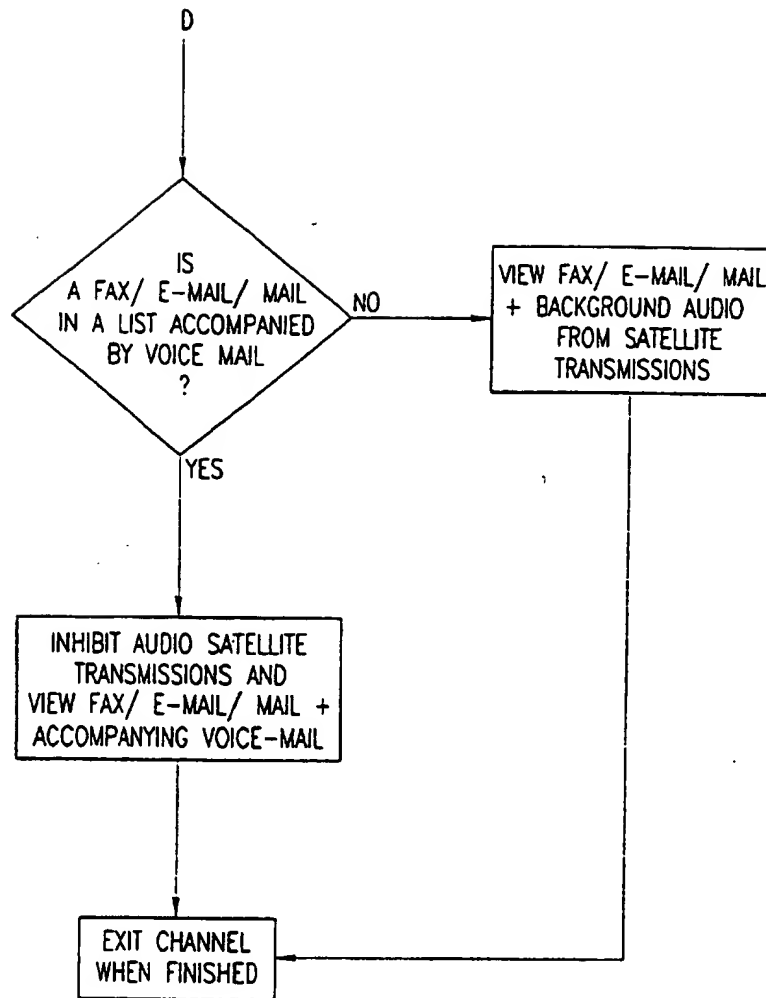 D
IS
A FAX/ E-MAIL/ MAIL
IN A LIST ACCOMPANIED
BY VOICE MAIL
?
NO
VIEW FAX/ E-MAIL/ MAIL
+ BACKGROUND AUDIO
FROM SATELLITE
TRANSMISSIONS
YES
INHIBIT AUDIO SATELLITE
TRANSMISSIONS AND
VIEW FAX/ E-MAIL/ MAIL +
ACCOMPANYING VOICE-MAIL
EXIT CHANNEL
WHEN FINISHED